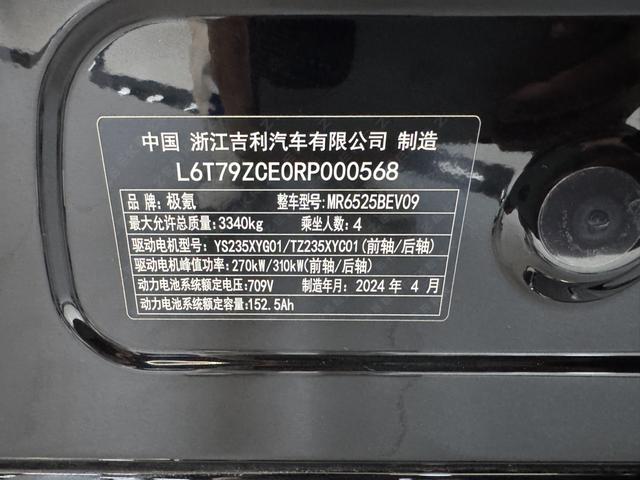 中国 浙江吉利汽车有限公司 制造
L6T79ZCE0RP000568
品 牌:极氪 整车型号:MR6525BEV09
最大允许总质量:3340kg 乘坐人数:4
驱动电机型号:YS235XYG01/TZ235XYC01(前轴/后轴)
驱动电机峰值功率:270kW/310kW(前轴/后轴)
动力电池系统额定电压:709V 制造年月:2024 年 4 月
动力电池系统额定容量:152.5Ah